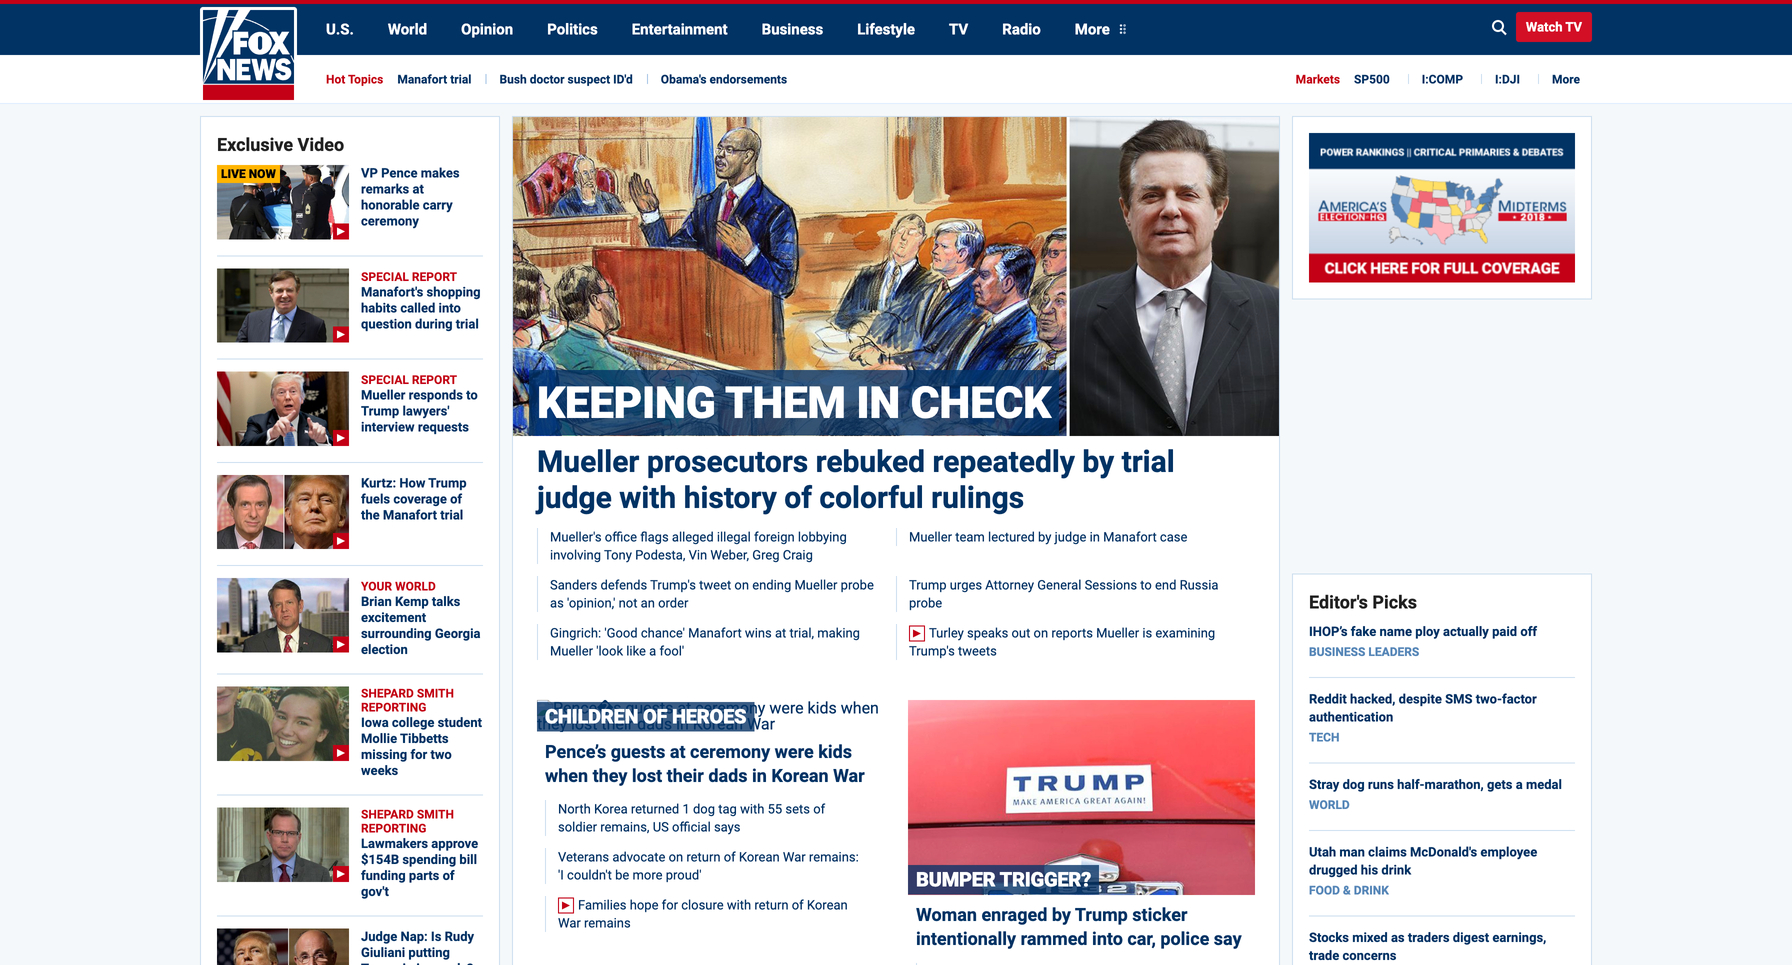 FOX
NEWS
U.S.
World
Opinion
Politics
Entertainment
Business
Lifestyle
TV
Radio
More
Watch TV
Hot Topics
Manafort trial
Bush doctor suspect ID'd
Obama's endorsements
Markets
SP500
I:COMP
I:DJI
More
Exclusive Video
LIVE NOW
VP Pence makes
remarks at
honorable carry
ceremony
SPECIAL REPORT
Manafort's shopping
habits called into
question during trial
SPECIAL REPORT
Mueller responds to
Trump lawyers'
interview requests
Kurtz: How Trump
fuels coverage of
the Manafort trial
YOUR WORLD
Brian Kemp talks
excitement
surrounding Georgia
election
SHEPARD SMITH
REPORTING
Iowa college student
Mollie Tibbetts
missing for two
weeks
SHEPARD SMITH
REPORTING
Lawmakers approve
$154B spending bill
funding parts of
gov't
Judge Nap: Is Rudy
Giuliani putting
KEEPING THEM IN CHECK
Mueller prosecutors rebuked repeatedly by trial
judge with history of colorful rulings
Mueller's office flags alleged illegal foreign lobbying
involving Tony Podesta, Vin Weber, Greg Craig
Mueller team lectured by judge in Manafort case
Sanders defends Trump's tweet on ending Mueller probe
as 'opinion,' not an order
Trump urges Attorney General Sessions to end Russia
probe
Gingrich: 'Good chance' Manafort wins at trial, making
Mueller 'look like a fool'
Turley speaks out on reports Mueller is examining
Trump's tweets
Pence's guests at ceremony were kids when
they lost their dads in Korean War
CHILDREN OF HEROES
Pence's guests at ceremony were kids
when they lost their dads in Korean War
North Korea returned 1 dog tag with 55 sets of
soldier remains, US official says
Veterans advocate on return of Korean War remains:
'I couldn't be more proud'
Families hope for closure with return of Korean
War remains
TRUMP
MAKE AMERICA GREAT AGAIN!
BUMPER TRIGGER?
Woman enraged by Trump sticker
intentionally rammed into car, police say
POWER RANKINGS || CRITICAL PRIMARIES & DEBATES
AMERICA'S
ELECTION HQ
MIDTERMS
2018
CLICK HERE FOR FULL COVERAGE
Editor's Picks
IHOP's fake name ploy actually paid off
BUSINESS LEADERS
Reddit hacked, despite SMS two-factor
authentication
TECH
Stray dog runs half-marathon, gets a medal
WORLD
Utah man claims McDonald's employee
drugged his drink
FOOD & DRINK
Stocks mixed as traders digest earnings,
trade concerns